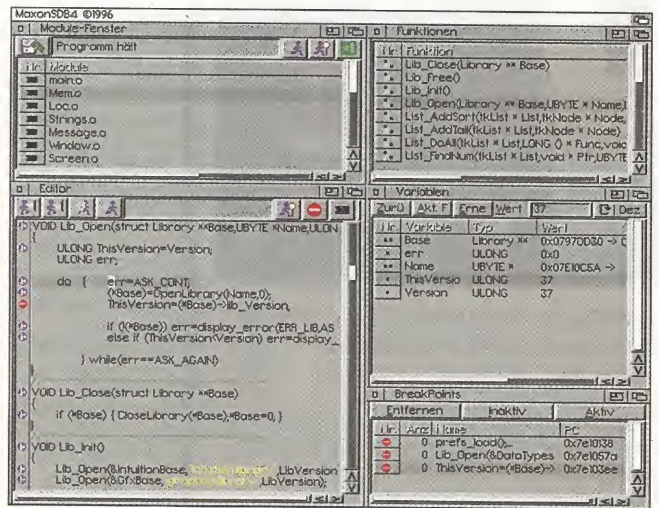 MaxonSDB4 ©1996
Module-Fenster
Programm hält
Nr. Module
main.o
Mem.o
Loc.o
Strings.o
Message.o
Window.o
Screen.o
Funktionen
Nr. Funktion
Lib_Close(Library ** Base)
Lib_Free()
Lib_Init()
Lib_Open(Library ** Base,UBYTE * Name,
List_AddSort(tkList * List,tkNode * Node,
List_AddTail(tkList * List,tkNode * Node)
List_DoAll(tkList * List,LONG () * Func,void
List_FindNum(tkList * List,void * Ptr,UBYTE
Editor
VOID Lib_Open(struct Library **Base,UBYTE *Name,ULON
{
ULONG ThisVersion=Version;
ULONG err;
do {
err=ASK_CONT;
(*Base)=OpenLibrary(Name,0);
ThisVersion=(*Base)->lib_Version;
if (!(*Base)) err=display_error(ERR_LIB,AS
else if (ThisVersion<Version) err=display_
} while(err==ASK_AGAIN)
}
VOID Lib_Close(struct Library **Base)
{
if (*Base) { CloseLibrary(*Base);*Base=0; }
}
VOID Lib_Init()
{
Lib_Open(&IntuitionBase, ,LibVersion
Lib_Open(&GfxBase, ,LibVersion);
Variablen
Zurü Akt. F Erne Wert 37 Dez
Nr. Variable Typ Wert
Base Library ** 0x07970D30 ->
err ULONG 0x0
Name UBYTE * 0x07E10C5A ->
ThisVersio ULONG 37
Version ULONG 37
BreakPoints
Entfernen Inaktiv Aktiv
Nr. Anz Name PC
0 prefs_load();_ 0x7e10138
0 Lib_Open(&DataTypes 0x7e1057a
0 ThisVersion=(*Base)-> 0x7e103ee